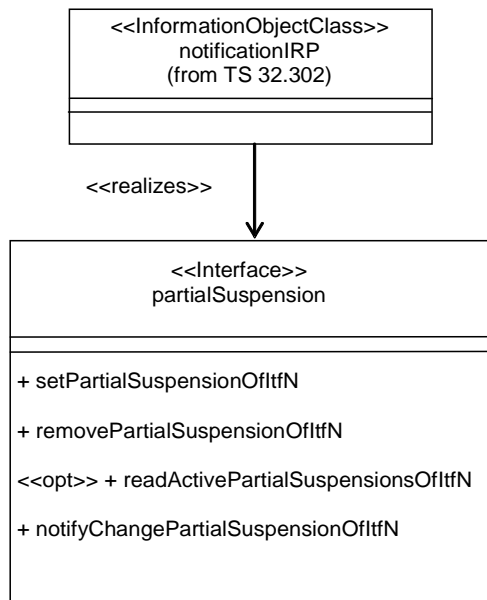 <<InformationObjectClass>>
notificationIRP
(from TS 32.302)
<<realizes>>
<<Interface>>
partialSuspension
+ setPartialSuspensionOfItfN
+ removePartialSuspensionOfItfN
<<opt>> + readActivePartialSuspensionsOfItfN
+ notifyChangePartialSuspensionOfItfN